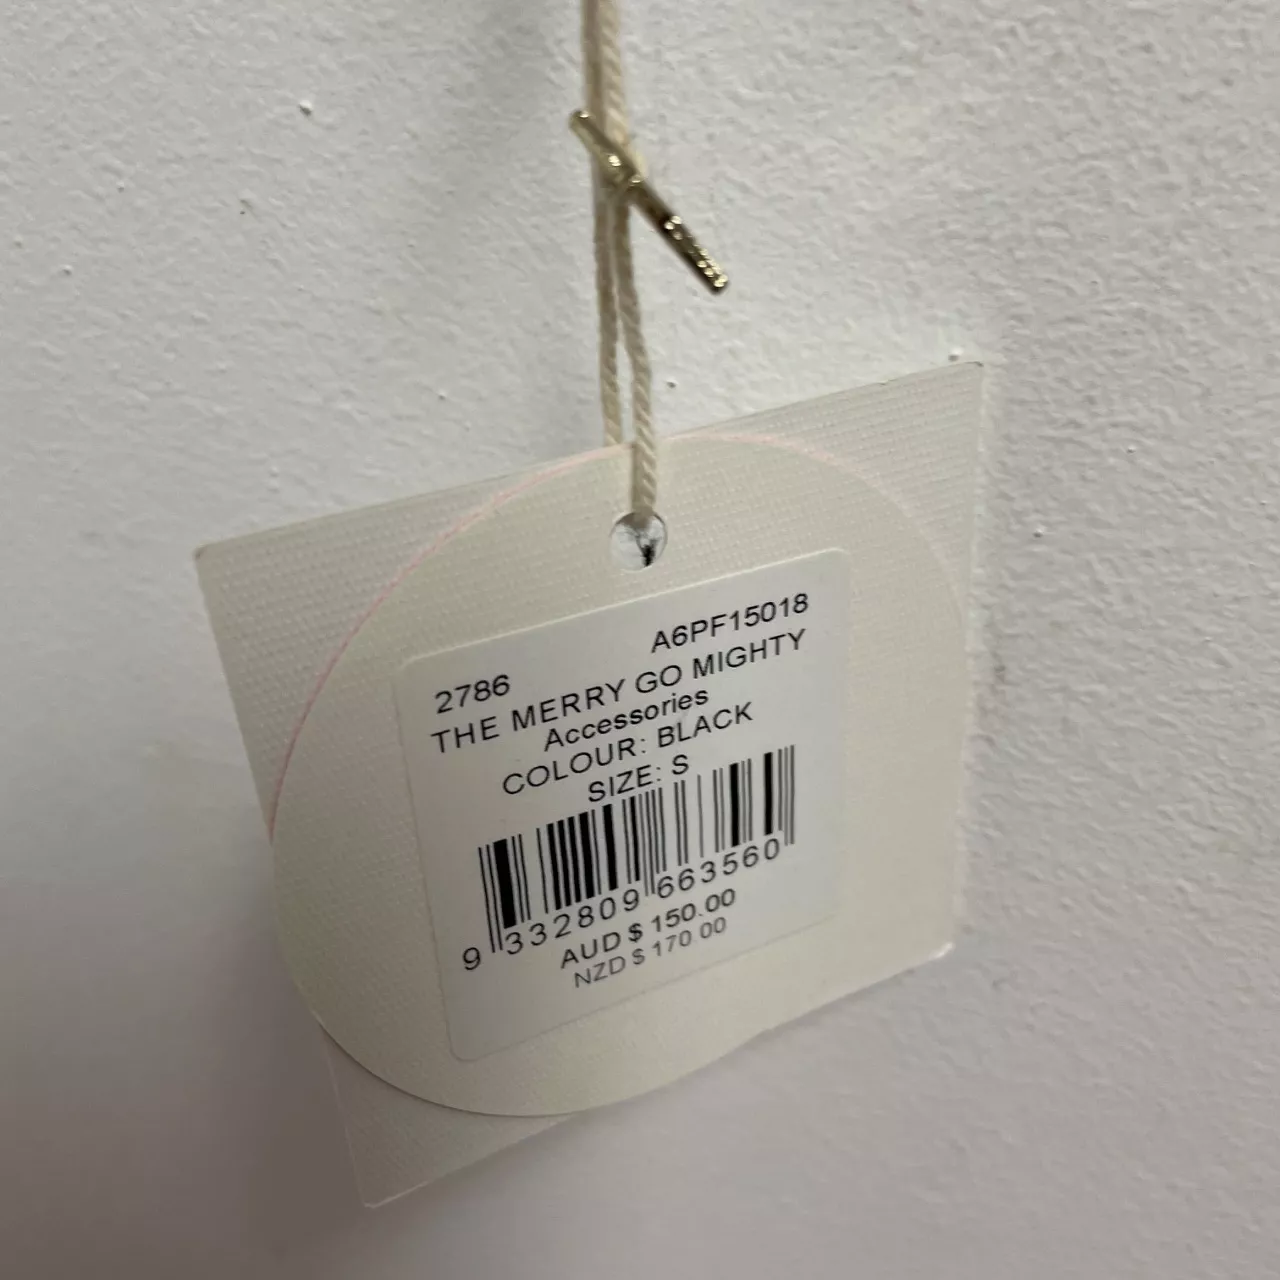 A6PF15018
2786
THE MERRY GO MIGHTY
Accessories
COLOUR: BLACK
SIZE: S
9 332809 663560
AUD $ 150.00
NZD $ 170 00